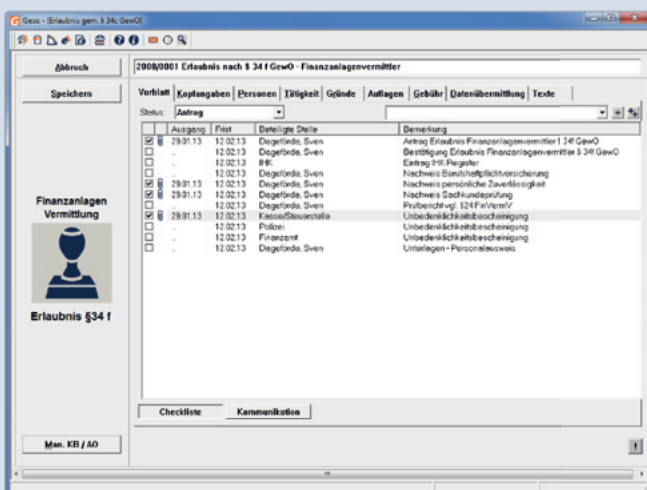 Geso - [Erlaubnis gem. § 34c GewO]
Abbruch
2008/0001 Erlaubnis nach § 34 f GewO - Finanzanlagenvermittler
Speichern
Vorblatt Kopfangaben Personen Tätigkeit Gründe Auflagen Gebühr Datenübermittlung Texte
Status: Antrag
Ausgang Frist Beteiligte Stelle Bemerkung
29.01.13 12.02.13 Dageförde, Sven Antrag Erlaubnis Finanzanlagenvermittler § 34f GewO
12.02.13 Dageförde, Sven Bestätigung Erlaubnis Finanzanlagenvermittler § 34f GewO
12.02.13 IHK Eintrag IHK-Register
12.02.13 Dageförde, Sven Nachweis Berufshaftpflichtversicherung
29.01.13 12.02.13 Dageförde, Sven Nachweis persönliche Zuverlässigkeit
29.01.13 12.02.13 Dageförde, Sven Nachweis Sachkundeprüfung
12.02.13 Dageförde, Sven Prüfbericht vgl. §24 FinVermV
29.01.13 12.02.13 Kasse/Steuerstelle Unbedenklichkeitsbescheinigung
12.02.13 Polizei Unbedenklichkeitsbescheinigung
12.02.13 Finanzamt Unbedenklichkeitsbescheinigung
12.02.13 Dageförde, Sven Unterlagen - Personalausweis
Finanzanlagen
Vermittlung
Erlaubnis §34 f
Checkliste Kommunikation
Man. KB / AO